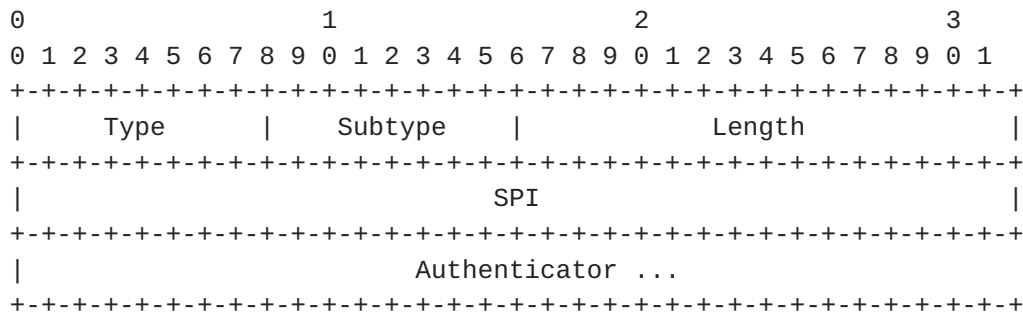 0                   1                   2                   3
0 1 2 3 4 5 6 7 8 9 0 1 2 3 4 5 6 7 8 9 0 1 2 3 4 5 6 7 8 9 0 1
+-+-+-+-+-+-+-+-+-+-+-+-+-+-+-+-+-+-+-+-+-+-+-+-+-+-+-+-+-+-+-+-+
|     Type      |    Subtype    |            Length             |
+-+-+-+-+-+-+-+-+-+-+-+-+-+-+-+-+-+-+-+-+-+-+-+-+-+-+-+-+-+-+-+-+
|                              SPI                              |
+-+-+-+-+-+-+-+-+-+-+-+-+-+-+-+-+-+-+-+-+-+-+-+-+-+-+-+-+-+-+-+-+
|                         Authenticator ...
+-+-+-+-+-+-+-+-+-+-+-+-+-+-+-+-+-+-+-+-+-+-+-+-+-+-+-+-+-+-+-+-+